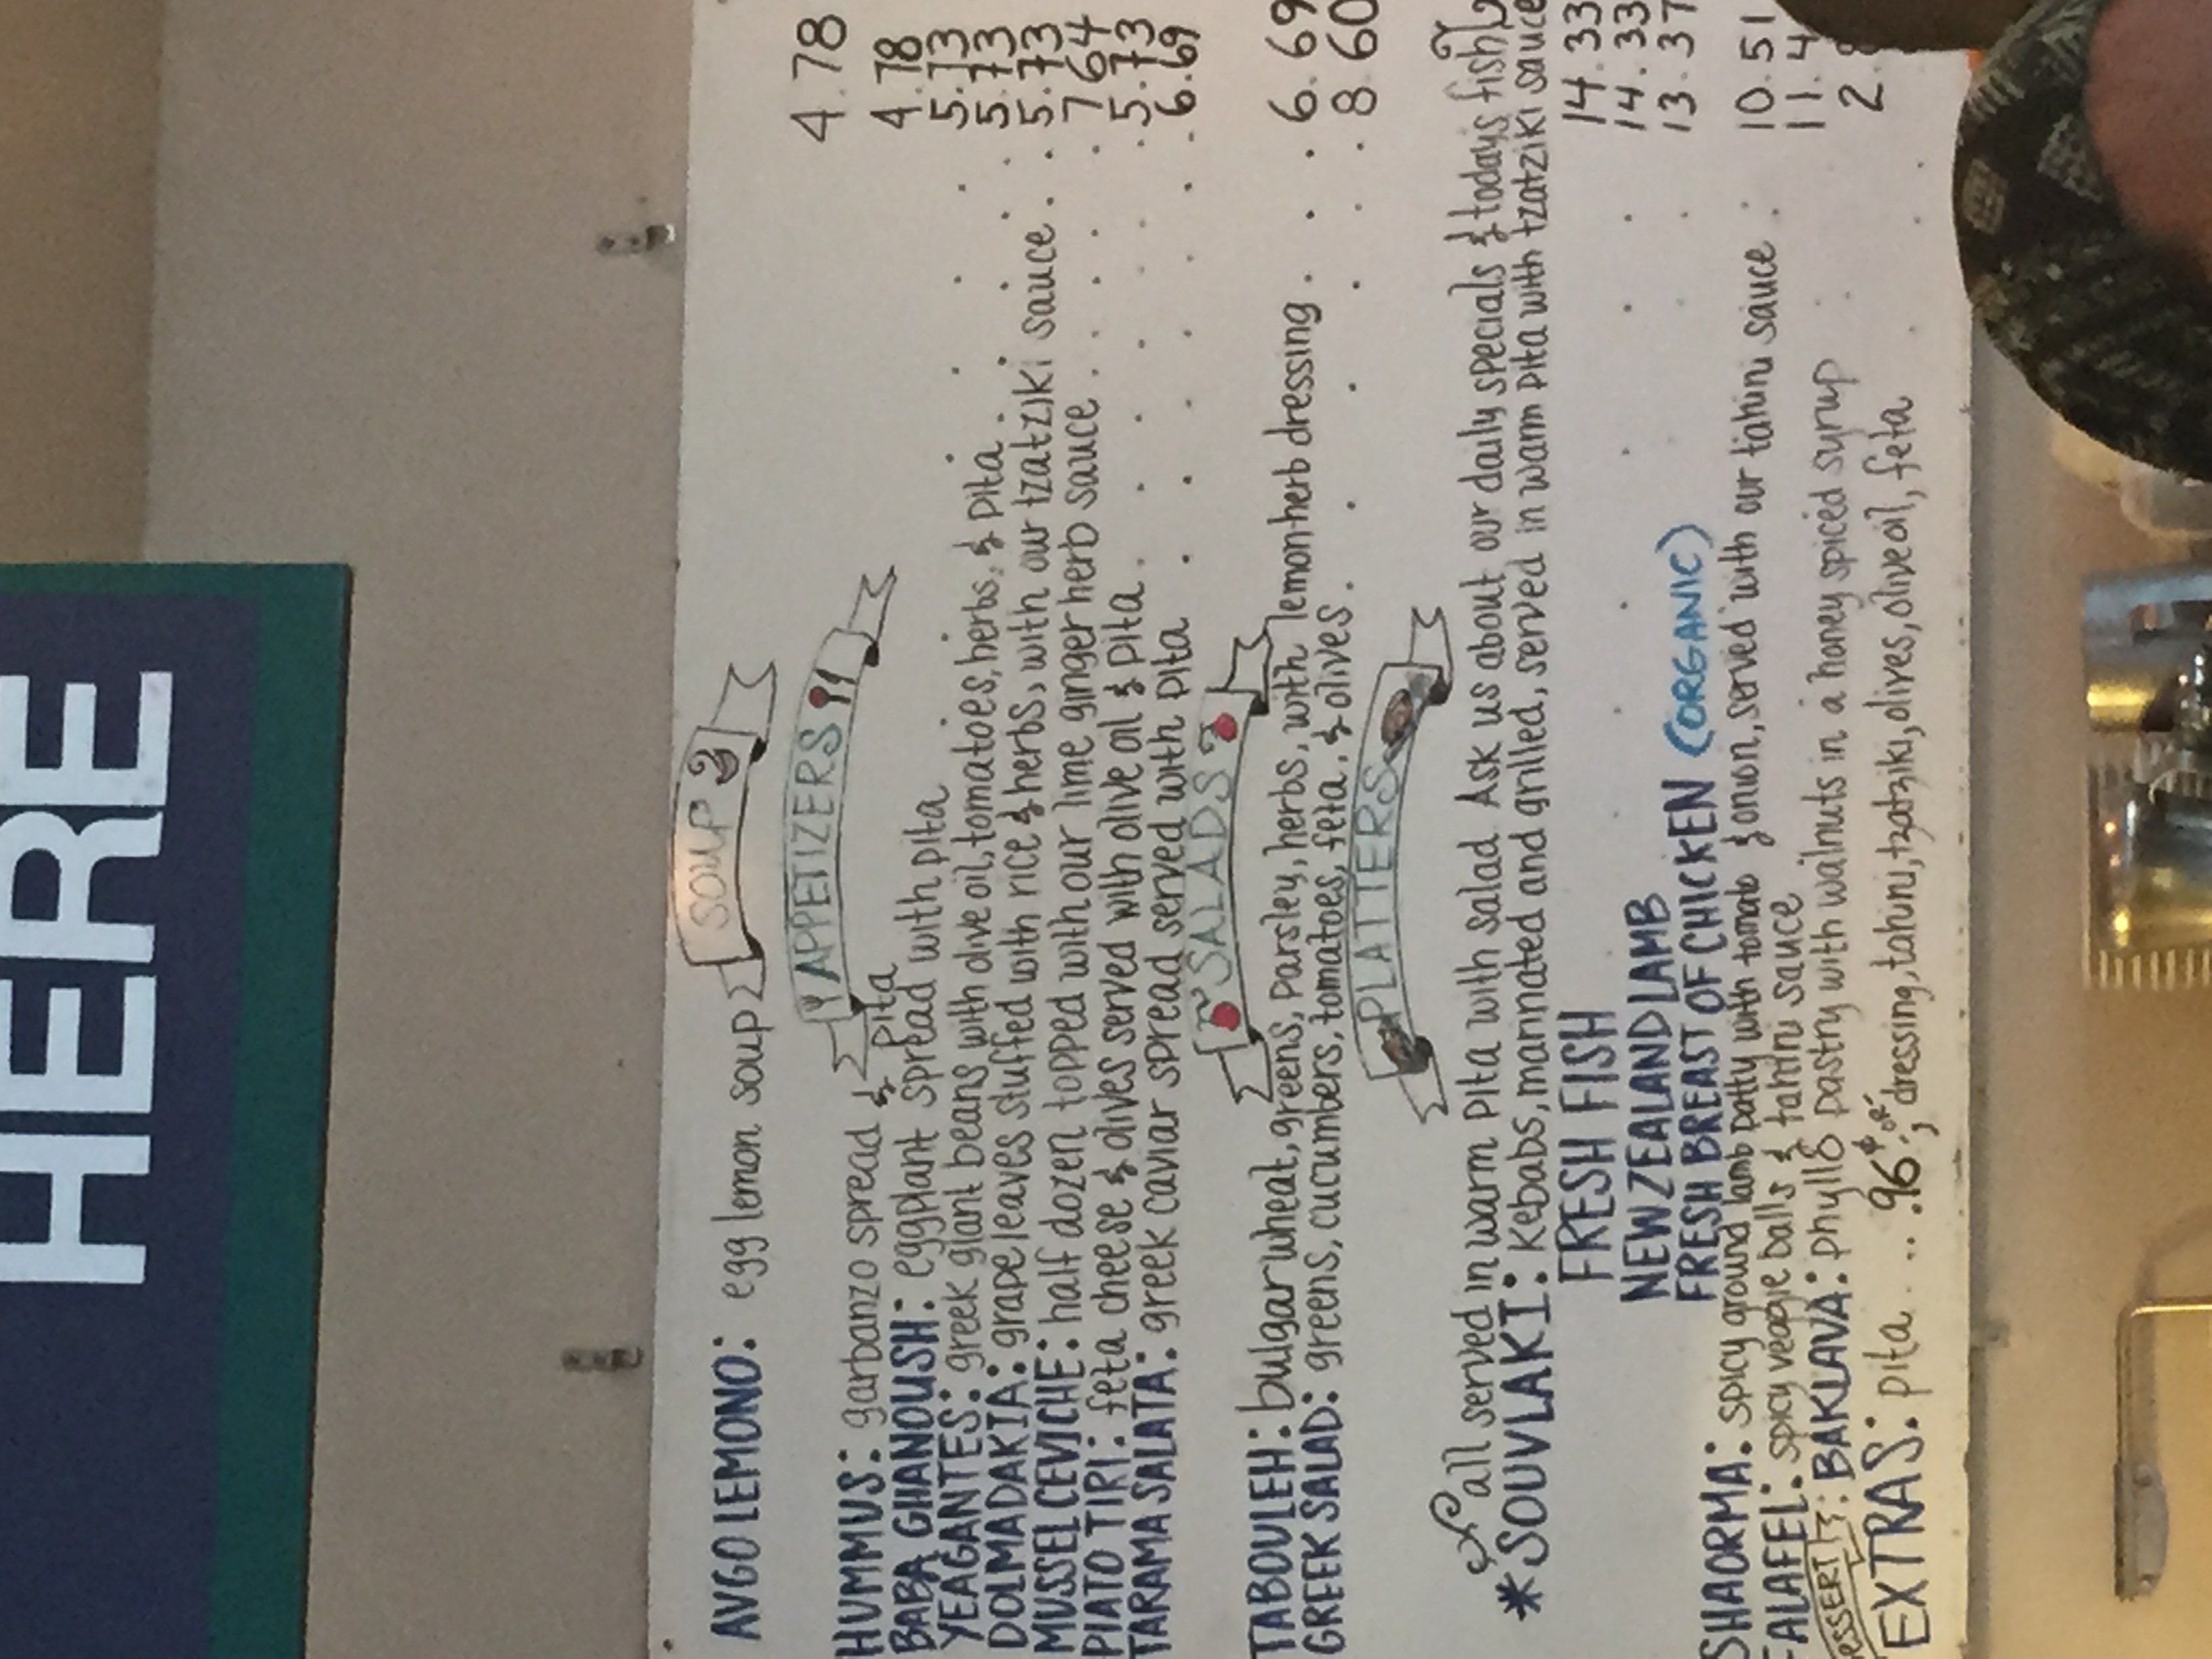 HERE
SOUP
AVGO LEMONO: egg lemon soup 4.78
APPETIZERS
HUMMUS: garbanzo spread & pita 4.78
BABA GHANOUSH: eggplant spread with pita 5.73
YEAGANTES: greek giant beans with olive oil, tomatoes, herbs, & pita 5.73
DOLMADAKIA: grape leaves stuffed with rice & herbs, with our tzatziki sauce 5.73
MUSSEL CEVICHE: half dozen topped with our lime ginger herb sauce 7.64
PIATO TIRI: feta cheese & olives served with olive oil & pita 5.73
TARAMA SALATA: greek caviar spread served with pita 6.69
SALADS
TABOULEH: bulgar wheat, greens, parsley, herbs, with lemon herb dressing 6.69
GREEK SALAD: greens, cucumbers, tomatoes, feta, & olives 8.60
PLATTERS
all served in warm pita with salad Ask us about our daily specials & todays fish
*SOUVLAKI: kebabs, marinated and grilled, served in warm pita with tzatziki sauce
FRESH FISH 14.33
NEW ZEALAND LAMB 14.33
FRESH BREAST OF CHICKEN (ORGANIC) 13.37
SHAORMA: spicy ground lamb patty with tomato & onion, served with our tahini sauce 10.51
FALAFEL: spicy veggie balls & tahini sauce 11.4
DESSERT: BAKLAVA: phyllo pastry with walnuts in a honey spiced syrup 2.
EXTRAS: pita ... .96¢; dressing, tahini, tzatziki, olives, olive oil, feta